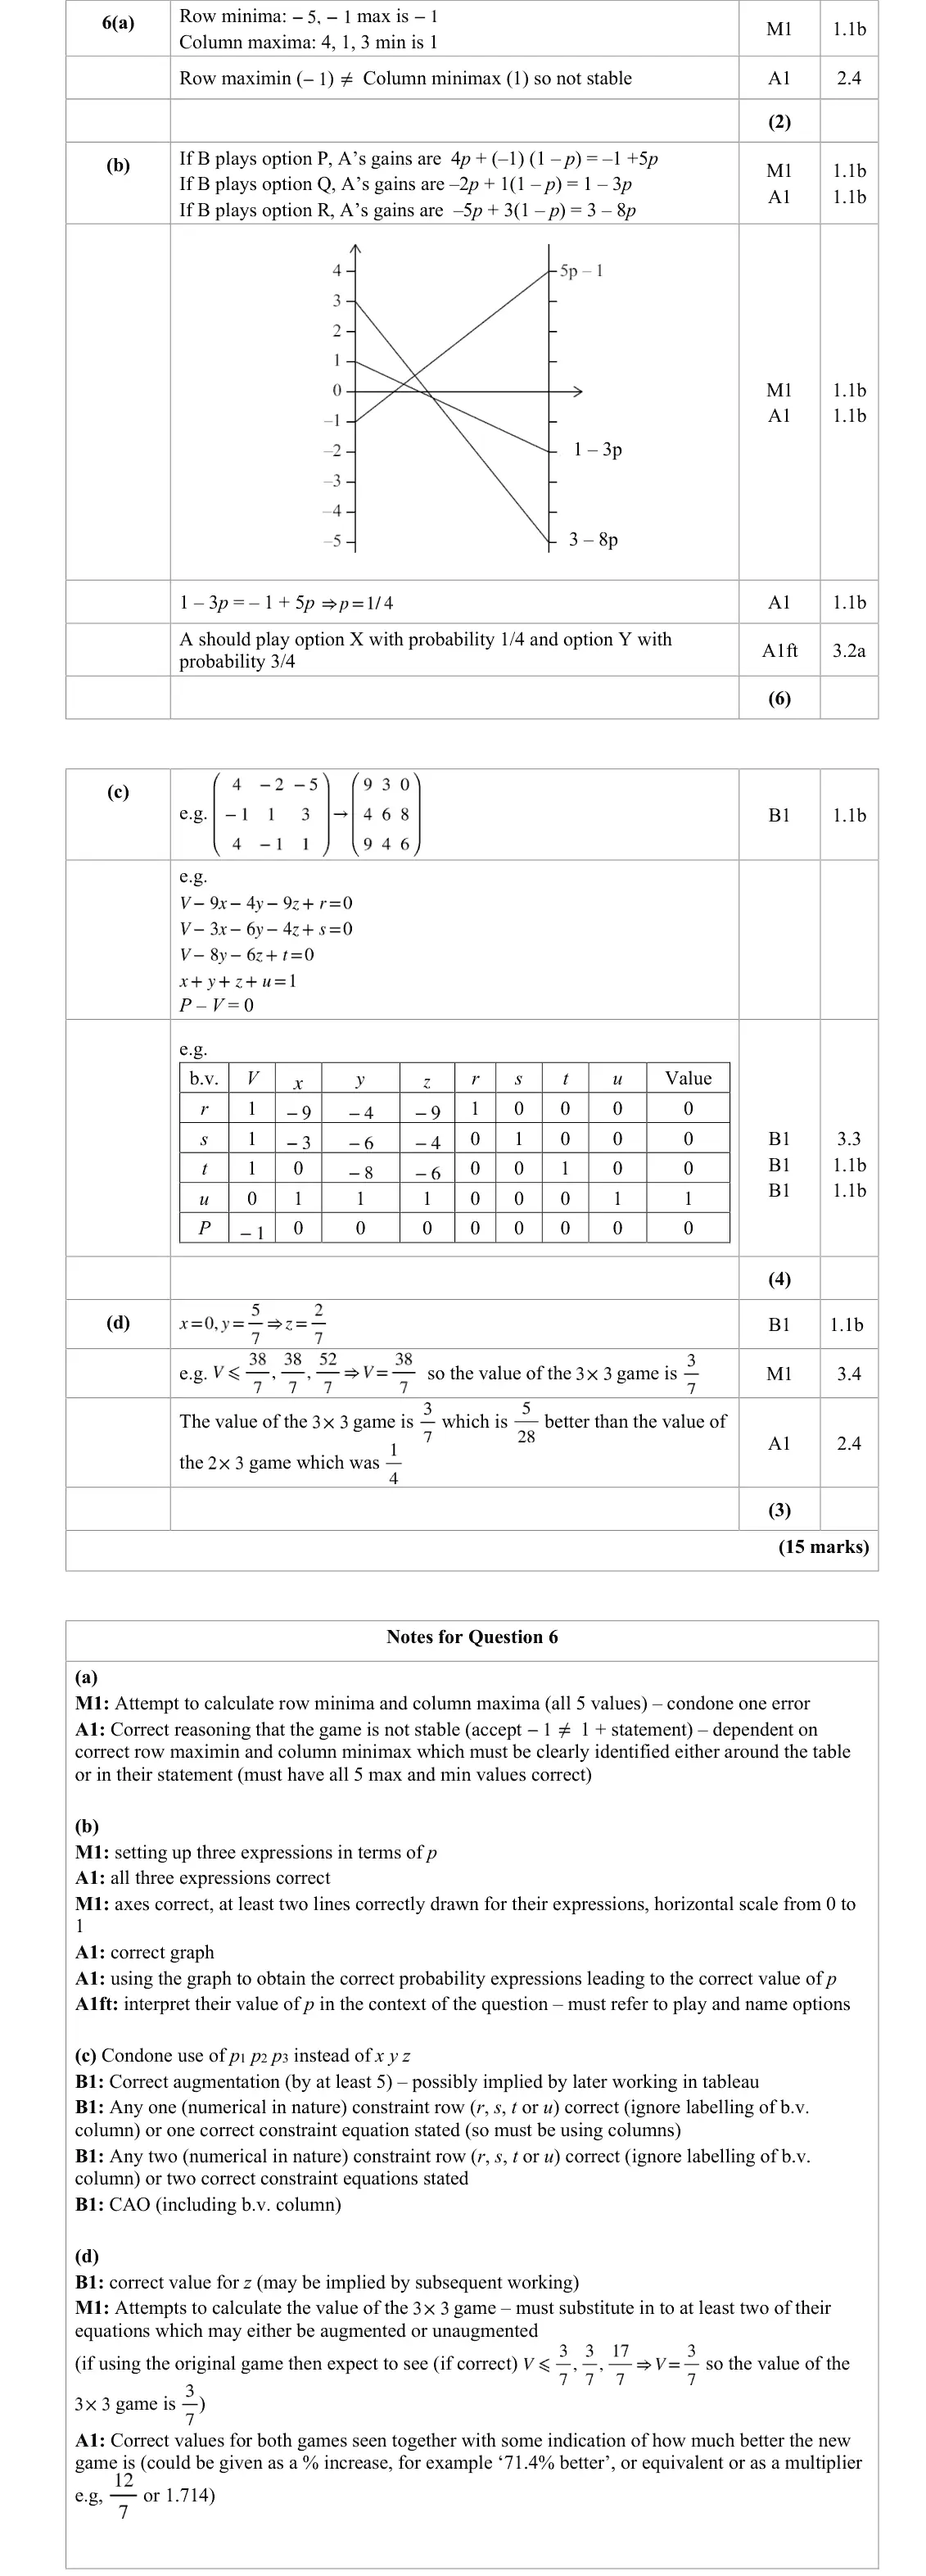 6(a)
Row minima: – 5, – 1 max is – 1
Column maxima: 4, 1, 3 min is 1
M1 1.1b
Row maximin (– 1) ≠ Column minimax (1) so not stable
A1 2.4
(2)
(b)
If B plays option P, A’s gains are 4p + (–1) (1 – p) = –1 +5p
If B plays option Q, A’s gains are –2p + 1(1 – p) = 1 – 3p
If B plays option R, A’s gains are –5p + 3(1 – p) = 3 – 8p
M1 1.1b
A1 1.1b
4
3
2
1
0
–1
–2
–3
–4
–5
5p – 1
1 – 3p
3 – 8p
M1 1.1b
A1 1.1b
1 – 3p = – 1 + 5p ⇒ p = 1/4
A1 1.1b
A should play option X with probability 1/4 and option Y with
probability 3/4
A1ft 3.2a
(6)
(c)
4 – 2 – 5 9 3 0
e.g. – 1 1 3 → 4 6 8
4 – 1 1 9 4 6
B1 1.1b
e.g.
V – 9x – 4y – 9z + r = 0
V – 3x – 6y – 4z + s = 0
V – 8y – 6z + t = 0
x + y + z + u = 1
P – V = 0
e.g.
b.v. V x y z r s t u Value
r 1 – 9 – 4 – 9 1 0 0 0 0
s 1 – 3 – 6 – 4 0 1 0 0 0
t 1 0 – 8 – 6 0 0 1 0 0
u 0 1 1 1 0 0 0 1 1
P – 1 0 0 0 0 0 0 0 0
B1 3.3
B1 1.1b
B1 1.1b
(4)
(d)
x = 0, y = 5/7 ⇒ z = 2/7
B1 1.1b
e.g. V ⩽ 38/7, 38/7, 52/7 ⇒ V = 38/7 so the value of the 3 × 3 game is 3/7
M1 3.4
The value of the 3 × 3 game is 3/7 which is 5/28 better than the value of
the 2 × 3 game which was 1/4
A1 2.4
(3)
(15 marks)
Notes for Question 6
(a)
M1: Attempt to calculate row minima and column maxima (all 5 values) – condone one error
A1: Correct reasoning that the game is not stable (accept – 1 ≠ 1 + statement) – dependent on
correct row maximin and column minimax which must be clearly identified either around the table
or in their statement (must have all 5 max and min values correct)
(b)
M1: setting up three expressions in terms of p
A1: all three expressions correct
M1: axes correct, at least two lines correctly drawn for their expressions, horizontal scale from 0 to
1
A1: correct graph
A1: using the graph to obtain the correct probability expressions leading to the correct value of p
A1ft: interpret their value of p in the context of the question – must refer to play and name options
(c) Condone use of p1 p2 p3 instead of x y z
B1: Correct augmentation (by at least 5) – possibly implied by later working in tableau
B1: Any one (numerical in nature) constraint row (r, s, t or u) correct (ignore labelling of b.v.
column) or one correct constraint equation stated (so must be using columns)
B1: Any two (numerical in nature) constraint row (r, s, t or u) correct (ignore labelling of b.v.
column) or two correct constraint equations stated
B1: CAO (including b.v. column)
(d)
B1: correct value for z (may be implied by subsequent working)
M1: Attempts to calculate the value of the 3 × 3 game – must substitute in to at least two of their
equations which may either be augmented or unaugmented
(if using the original game then expect to see (if correct) V ⩽ 3/7, 3/7, 17/7 ⇒ V = 3/7 so the value of the
3 × 3 game is 3/7)
A1: Correct values for both games seen together with some indication of how much better the new
game is (could be given as a % increase, for example ‘71.4% better’, or equivalent or as a multiplier
e.g, 12/7 or 1.714)